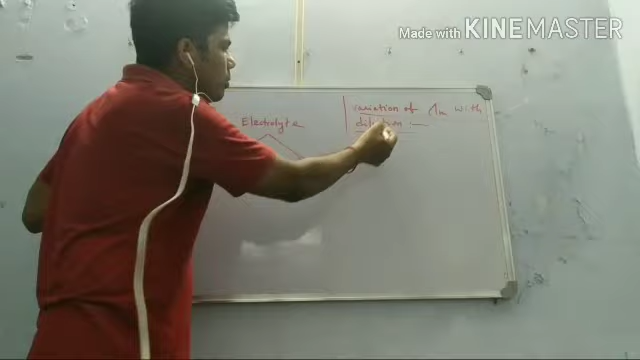 Made with KINEMASTER
Electrolyte
variation of Λm with
dilution :—